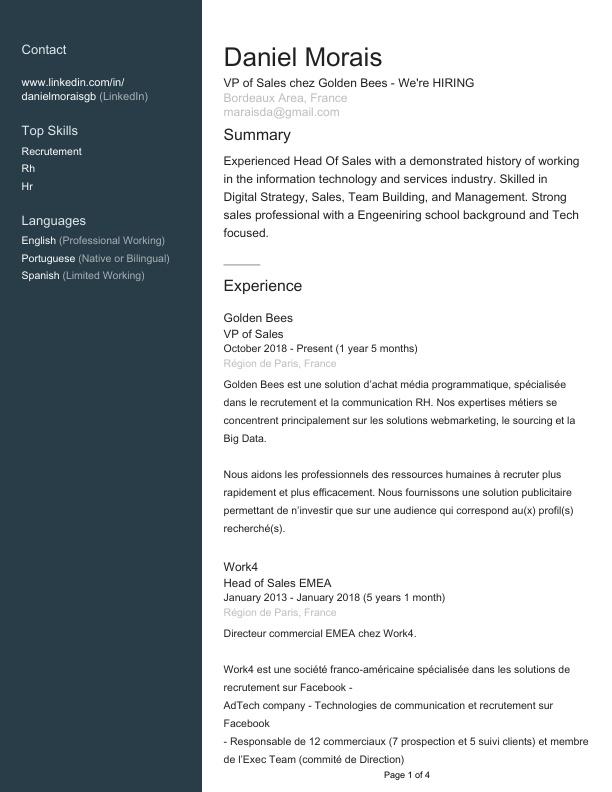 Contact
www.linkedin.com/in/
danielmoraisgb (LinkedIn)
Top Skills
Recrutement
Rh
Hr
Languages
English (Professional Working)
Portuguese (Native or Bilingual)
Spanish (Limited Working)
Daniel Morais
VP of Sales chez Golden Bees - We're HIRING
Bordeaux Area, France
maraisda@gmail.com
Summary
Experienced Head Of Sales with a demonstrated history of working
in the information technology and services industry. Skilled in
Digital Strategy, Sales, Team Building, and Management. Strong
sales professional with a Engeeniring school background and Tech
focused.
Experience
Golden Bees
VP of Sales
October 2018 - Present (1 year 5 months)
Région de Paris, France
Golden Bees est une solution d’achat média programmatique, spécialisée
dans le recrutement et la communication RH. Nos expertises métiers se
concentrent principalement sur les solutions webmarketing, le sourcing et la
Big Data.
Nous aidons les professionnels des ressources humaines à recruter plus
rapidement et plus efficacement. Nous fournissons une solution publicitaire
permettant de n’investir que sur une audience qui correspond au(x) profil(s)
recherché(s).
Work4
Head of Sales EMEA
January 2013 - January 2018 (5 years 1 month)
Région de Paris, France
Directeur commercial EMEA chez Work4.
Work4 est une société franco-américaine spécialisée dans les solutions de
recrutement sur Facebook -
AdTech company - Technologies de communication et recrutement sur
Facebook
- Responsable de 12 commerciaux (7 prospection et 5 suivi clients) et membre
de l’Exec Team (commité de Direction)
Page 1 of 4